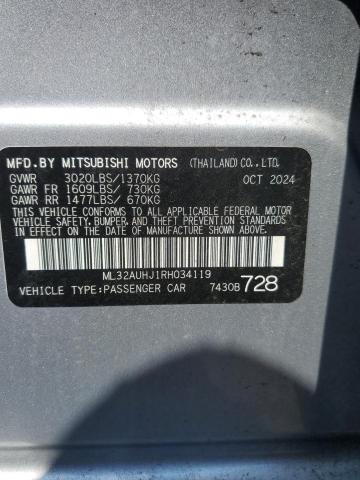 MFD.BY MITSUBISHI MOTORS (THAILAND) CO.,LTD.
GVWR 3020LBS/1370KG OCT 2024
GAWR FR 1609LBS/ 730KG
GAWR RR 1477LBS/ 670KG
THIS VEHICLE CONFORMS TO ALL APPLICABLE FEDERAL MOTOR
VEHICLE SAFETY, BUMPER, AND THEFT PREVENTION STANDARDS
IN EFFECT ON THE DATE OF MANUFACTURE SHOWN ABOVE.
ML32AUHJ1RH034119
VEHICLE TYPE:PASSENGER CAR 7430B 728